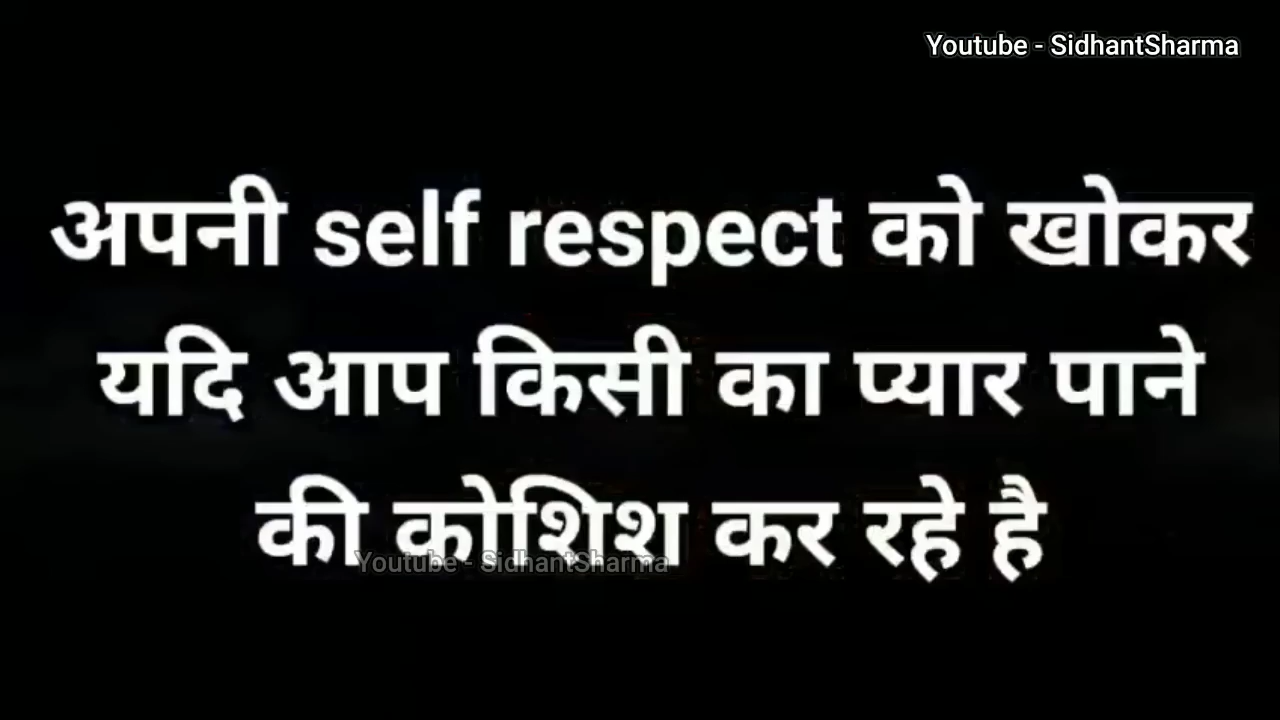 Youtube - SidhantSharma
अपनी self respect को खोकर
यदि आप किसी का प्यार पाने
की कोशिश कर रहे है
Youtube - SidhantSharma